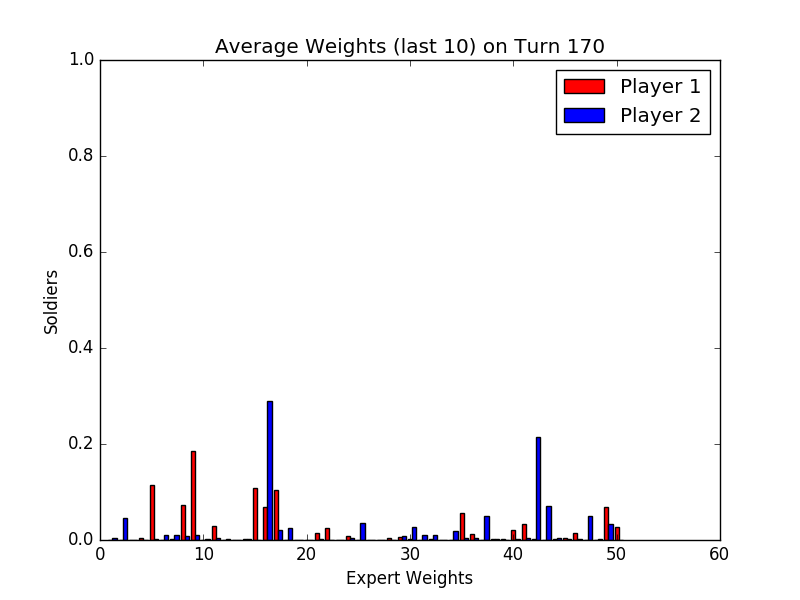 Average Weights (last 10) on Turn 170
1.0
0.8
0.6
0.4
0.2
0.0
Soldiers
Player 1
Player 2
0 10 20 30 40 50 60
Expert Weights